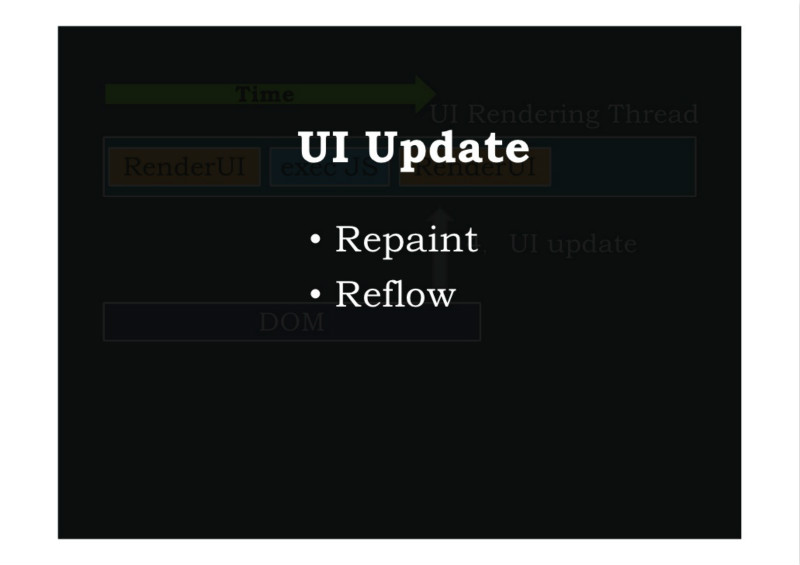 Time
UI Rendering Thread
UI Update
RenderUI exec JS RenderUI
• Repaint
UI update
• Reflow
DOM